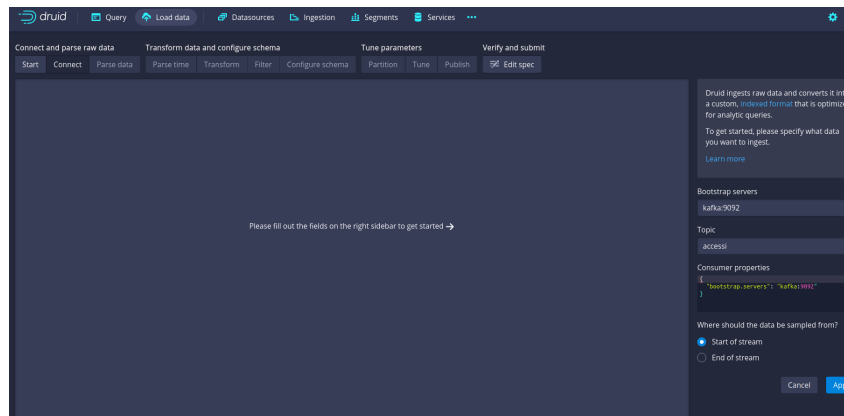 druid Query Load data Datasources Ingestion Segments Services
Connect and parse raw data Transform data and configure schema Tune parameters Verify and submit
Start Connect Parse data Parse time Transform Filter Configure schema Partition Tune Publish Edit spec
Druid ingests raw data and converts it
a custom, indexed format that is
for analytic queries.
To get started, please specify what data
you want to ingest.
Learn more
Please fill out the fields on the right sidebar to get started →
Bootstrap servers
kafka:9092
Topic
accessi
Consumer properties
{
"bootstrap.servers": "kafka:9092"
}
Where should the data be sampled from?
Start of stream
End of stream
Cancel